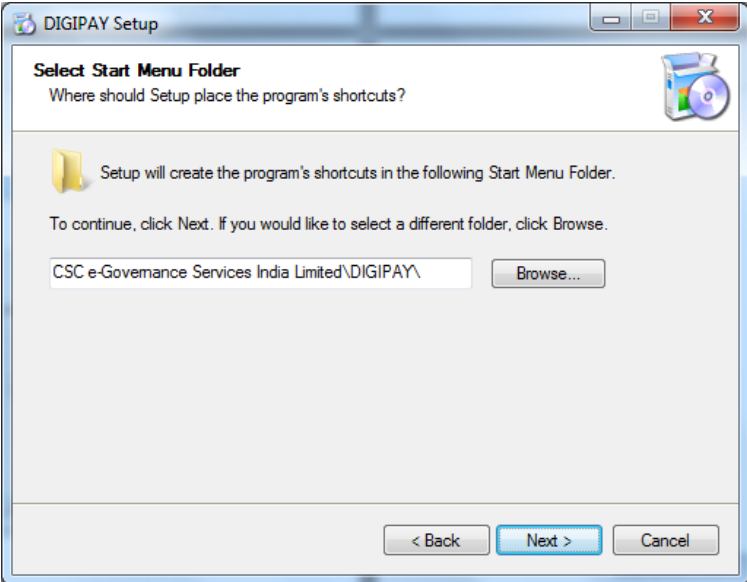 DIGIPAY Setup
Select Start Menu Folder
Where should Setup place the program's shortcuts?
Setup will create the program's shortcuts in the following Start Menu Folder.
To continue, click Next. If you would like to select a different folder, click Browse.
CSC e-Governance Services India Limited\DIGIPAY\
Browse...
< Back
Next >
Cancel